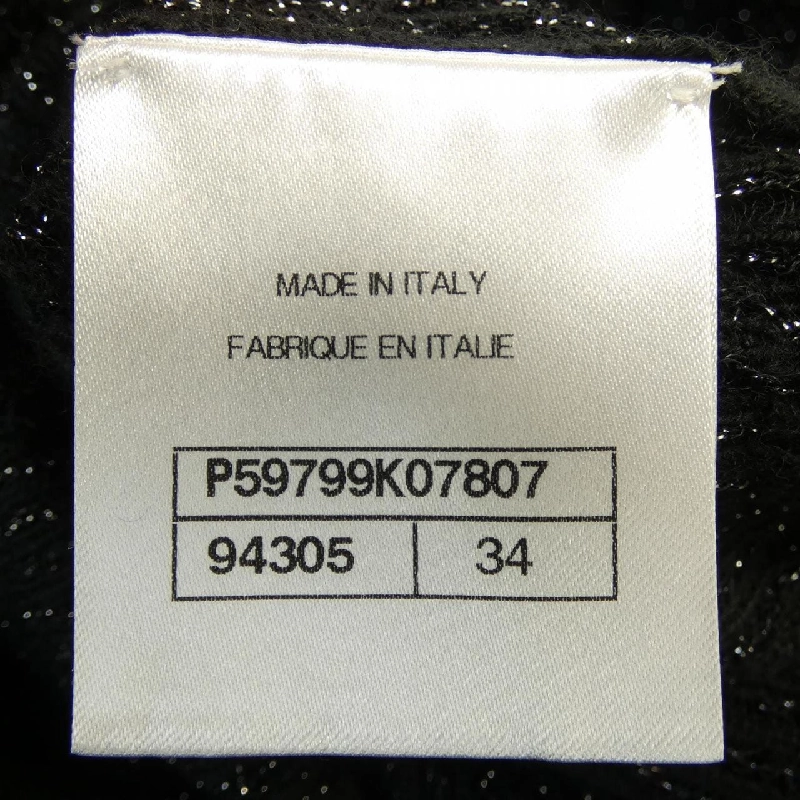 MADE IN ITALY
FABRIQUE EN ITALIE
P59799K07807
94305 34